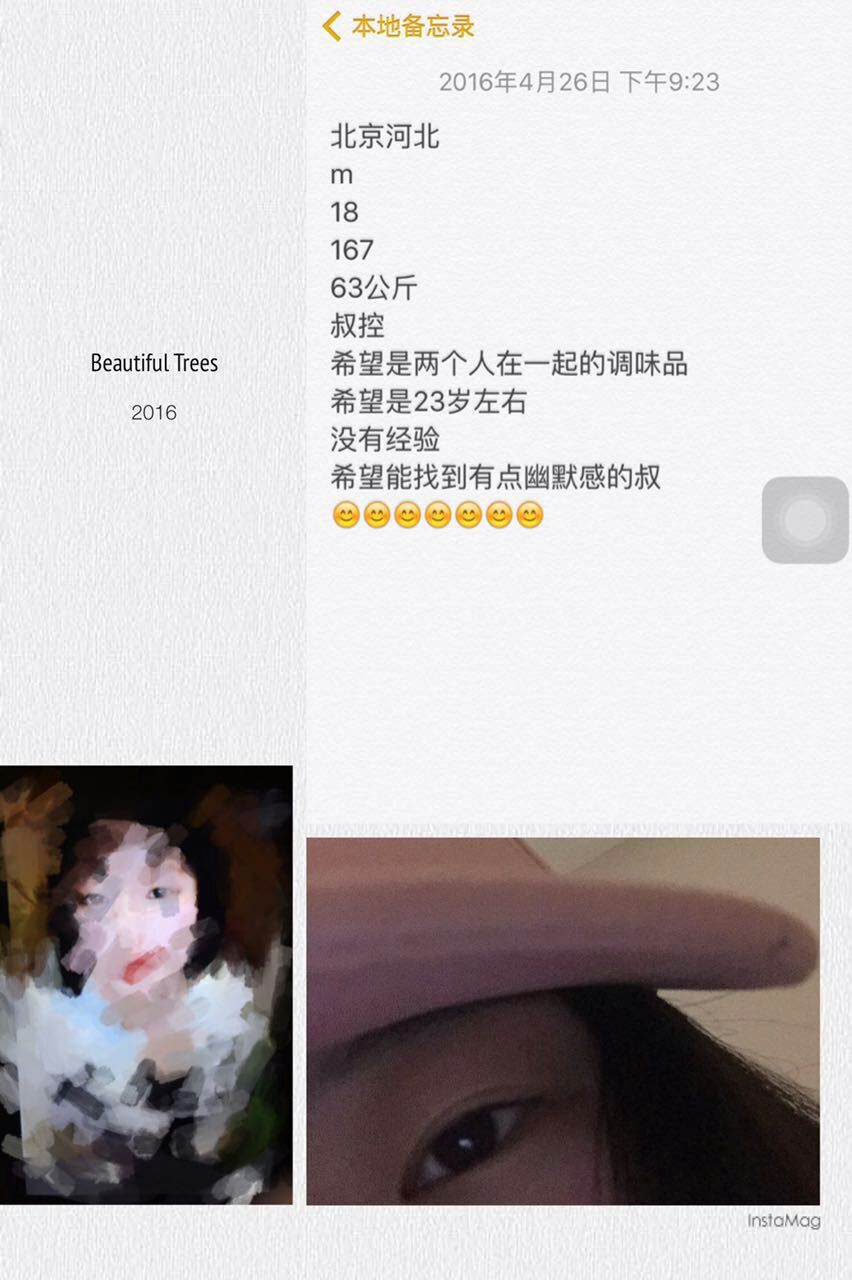 本地备忘录
2016年4月26日 下午9:23
北京河北
m
18
167
63公斤
叔控
希望是两个人在一起的调味品
希望是23岁左右
没有经验
希望能找到有点幽默感的叔
😊😊😊😊😊😊😊
Beautiful Trees
2016
InstaMag